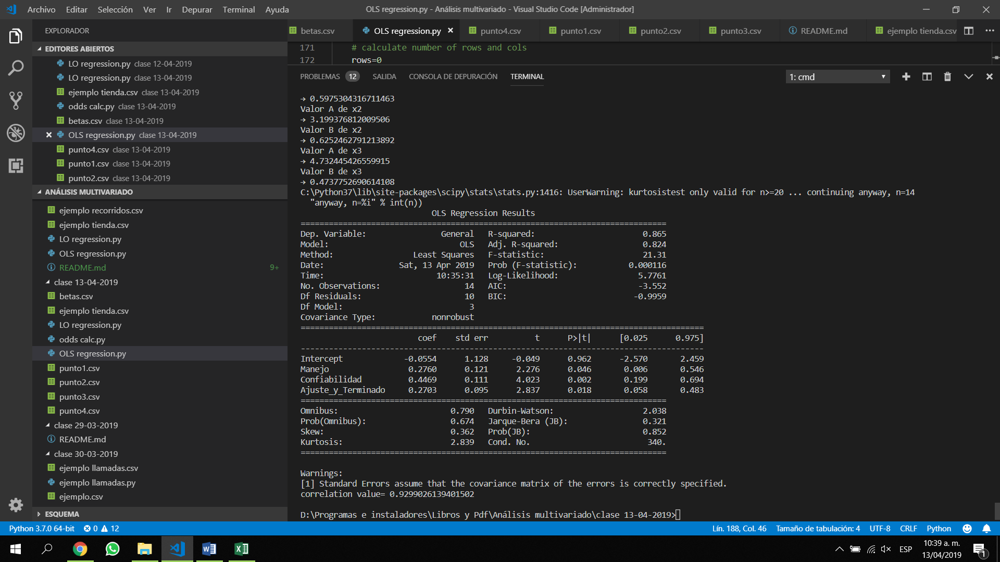 Archivo Editar Selección Ver Ir Depurar Terminal Ayuda
OLS regression.py - Análisis multivariado - Visual Studio Code [Administrador]
EXPLORADOR
EDITORES ABIERTOS
LO regression.py clase 12-04-2019
LO regression.py clase 13-04-2019
ejemplo tienda.csv clase 13-04-2019
odds calc.py clase 13-04-2019
betas.csv clase 13-04-2019
OLS regression.py clase 13-04-2019
punto4.csv clase 13-04-2019
punto1.csv clase 13-04-2019
punto2.csv clase 13-04-2019
ANÁLISIS MULTIVARIADO
ejemplo recorridos.csv
ejemplo tienda.csv
LO regression.py
OLS regression.py
README.md 9+
clase 13-04-2019
betas.csv
ejemplo tienda.csv
LO regression.py
odds calc.py
OLS regression.py
punto1.csv
punto2.csv
punto3.csv
punto4.csv
clase 29-03-2019
README.md
clase 30-03-2019
ejemplo llamadas.csv
ejemplo llamadas.py
ejemplo.csv
ESQUEMA
betas.csv OLS regression.py punto4.csv punto1.csv punto2.csv punto3.csv README.md ejemplo tienda.csv
171 # calculate number of rows and cols
172 rows=0
PROBLEMAS 12 SALIDA CONSOLA DE DEPURACIÓN TERMINAL 1: cmd
→ 0.5975304316711463
Valor A de x2
→ 3.199376812009506
Valor B de x2
→ 0.6252462791213892
Valor A de x3
→ 4.732445426559915
Valor B de x3
→ 0.4737752690614108
C:\Python37\lib\site-packages\scipy\stats\stats.py:1416: UserWarning: kurtosistest only valid for n>=20 ... continuing anyway, n=14
"anyway, n=%i" % int(n))
OLS Regression Results
==============================================================================
Dep. Variable: General R-squared: 0.865
Model: OLS Adj. R-squared: 0.824
Method: Least Squares F-statistic: 21.31
Date: Sat, 13 Apr 2019 Prob (F-statistic): 0.000116
Time: 10:35:31 Log-Likelihood: 5.7761
No. Observations: 14 AIC: -3.552
Df Residuals: 10 BIC: -0.9959
Df Model: 3
Covariance Type: nonrobust
======================================================================================
coef std err t P>|t| [0.025 0.975]
--------------------------------------------------------------------------------------
Intercept -0.0554 1.128 -0.049 0.962 -2.570 2.459
Manejo 0.2760 0.121 2.276 0.046 0.006 0.546
Confiabilidad 0.4469 0.111 4.023 0.002 0.199 0.694
Ajuste_y_Terminado 0.2703 0.095 2.837 0.018 0.058 0.483
==============================================================================
Omnibus: 0.790 Durbin-Watson: 2.038
Prob(Omnibus): 0.674 Jarque-Bera (JB): 0.321
Skew: 0.362 Prob(JB): 0.852
Kurtosis: 2.839 Cond. No. 340.
==============================================================================
Warnings:
[1] Standard Errors assume that the covariance matrix of the errors is correctly specified.
correlation value= 0.9299026139401502
D:\Programas e instaladores\Libros y Pdf\Análisis multivariado\clase 13-04-2019>
Python 3.7.0 64-bit 0 12 Lín. 188, Col. 46 Tamaño de tabulación: 4 UTF-8 CRLF Python
ESP
10:39 a. m.
13/04/2019
1